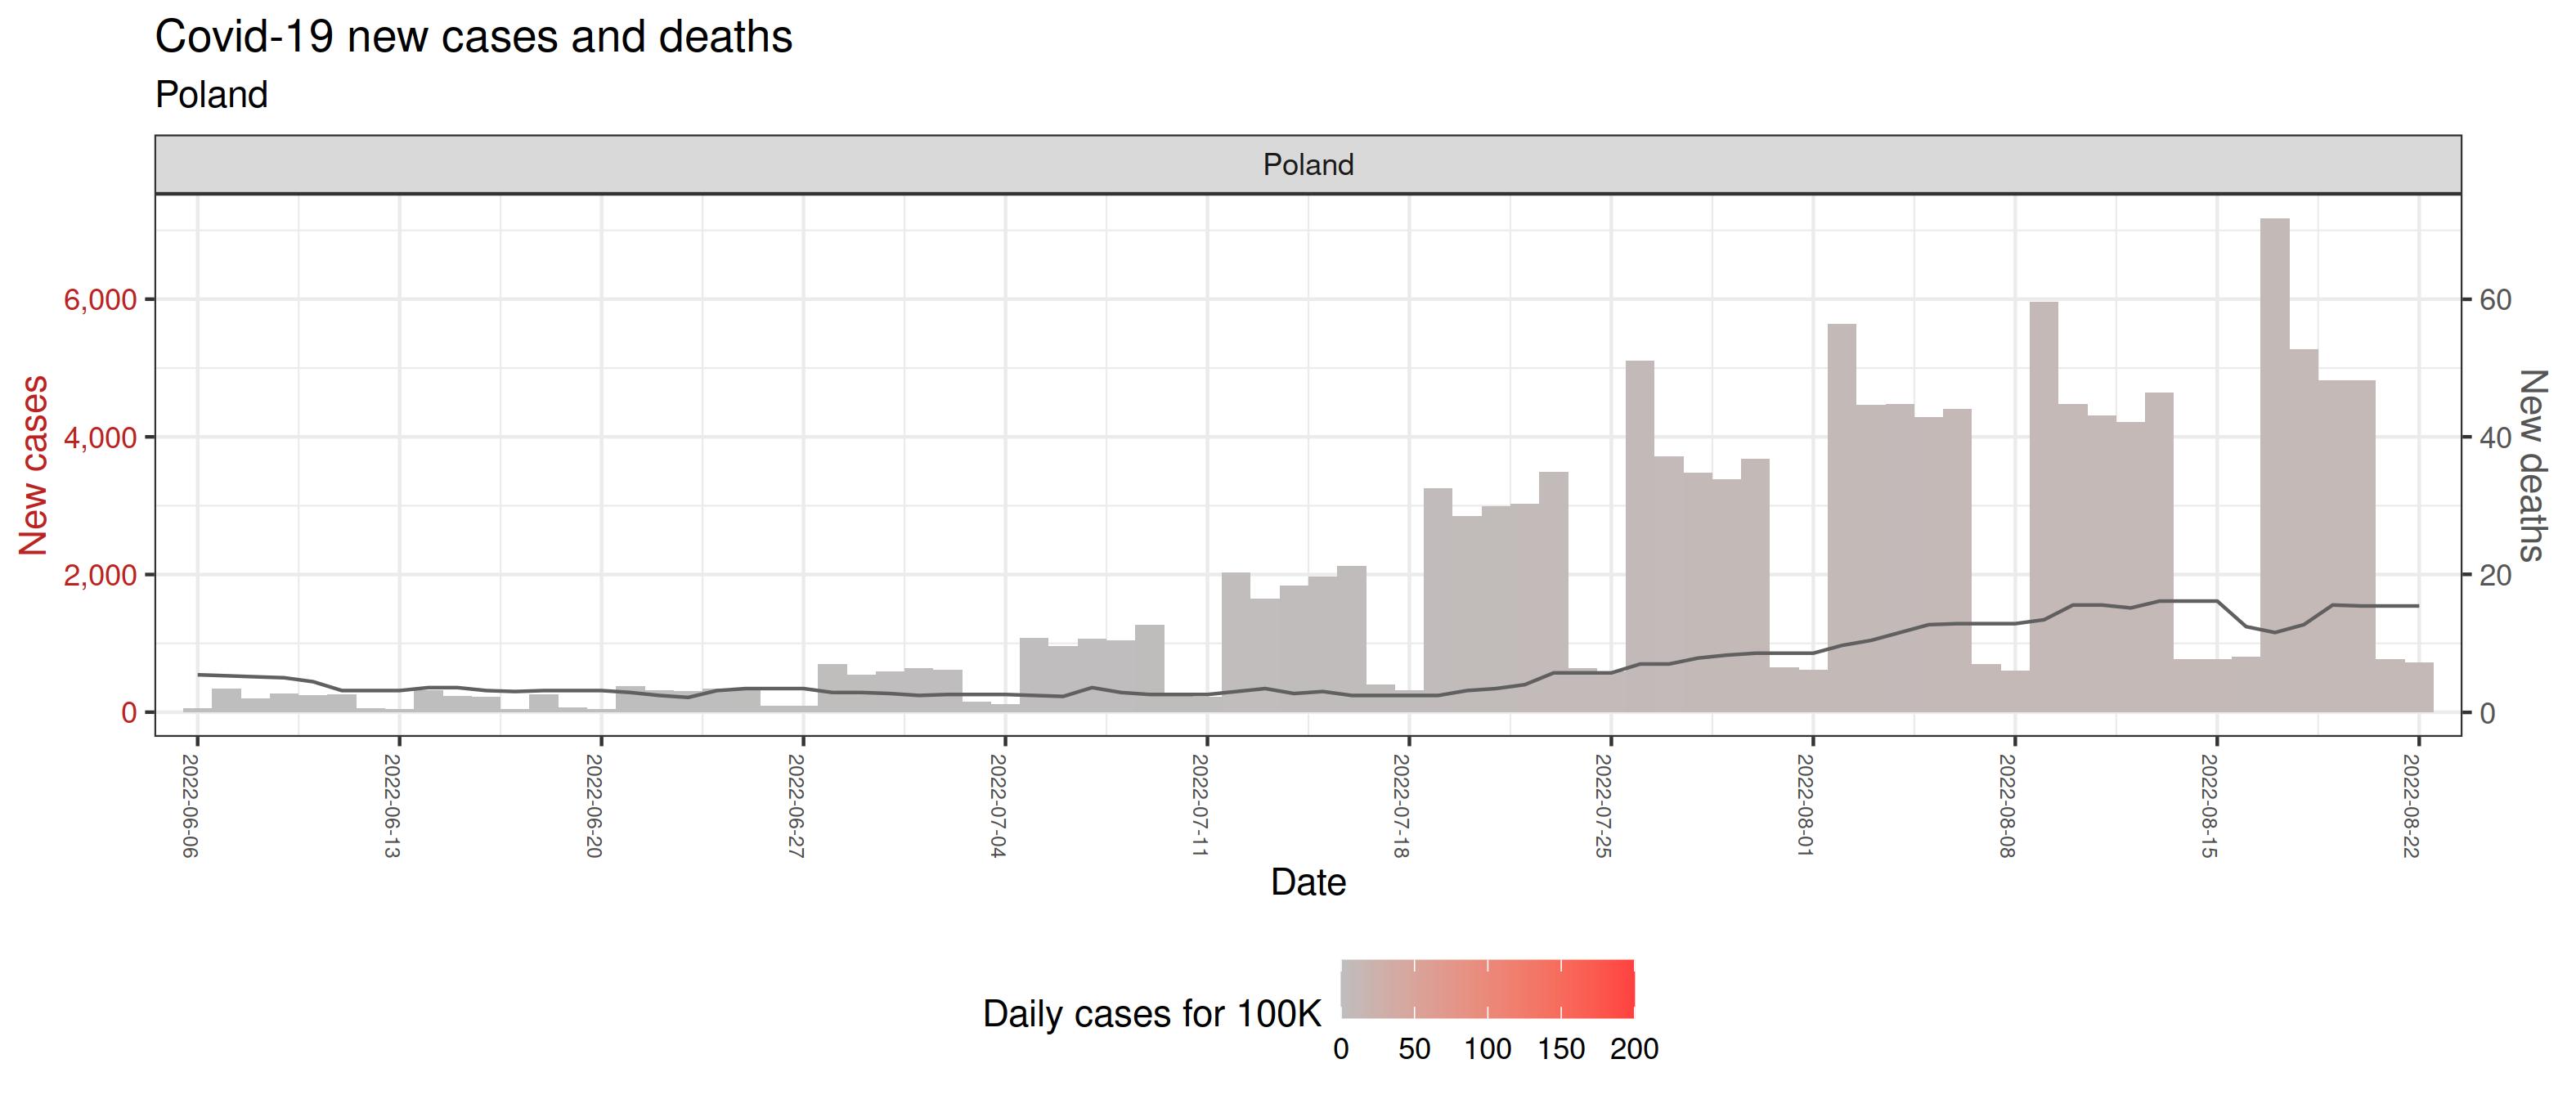 Covid-19 new cases and deaths
Poland
Poland
New cases
6,000
4,000
2,000
0
60
40
20
0
New deaths
2022-06-06
2022-06-13
2022-06-20
2022-06-27
2022-07-04
2022-07-11
2022-07-18
2022-07-25
2022-08-01
2022-08-08
2022-08-15
2022-08-22
Date
Daily cases for 100K
0 50 100 150 200